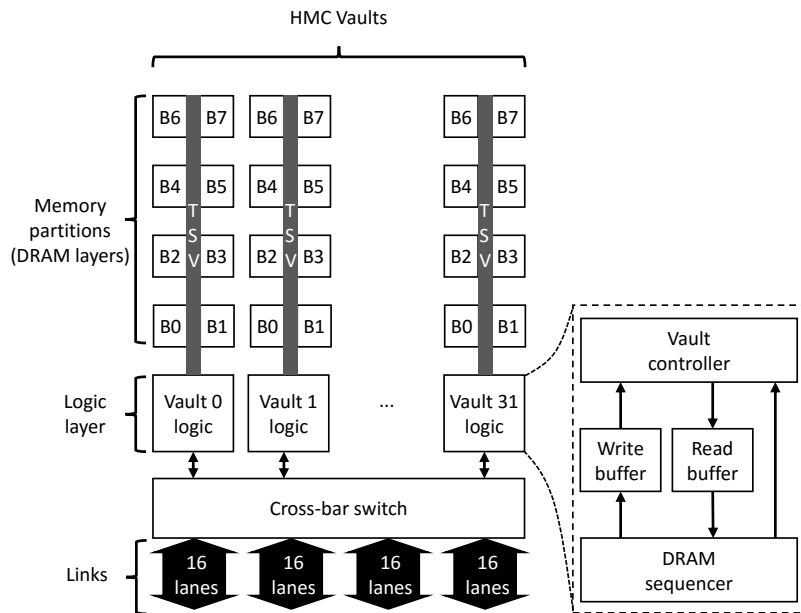 HMC Vaults
B6 B7 B6 B7 B6 B7
B4 B5 B4 B5 B4 B5
Memory
partitions
(DRAM layers)
T
S
V
T
S
V
T
S
V
B2 B3 B2 B3 B2 B3
B0 B1 B0 B1 B0 B1
Logic
layer
Vault 0
logic
Vault 1
logic
...
Vault 31
logic
Cross-bar switch
Links
16
lanes
16
lanes
16
lanes
16
lanes
Vault
controller
Write
buffer
Read
buffer
DRAM
sequencer